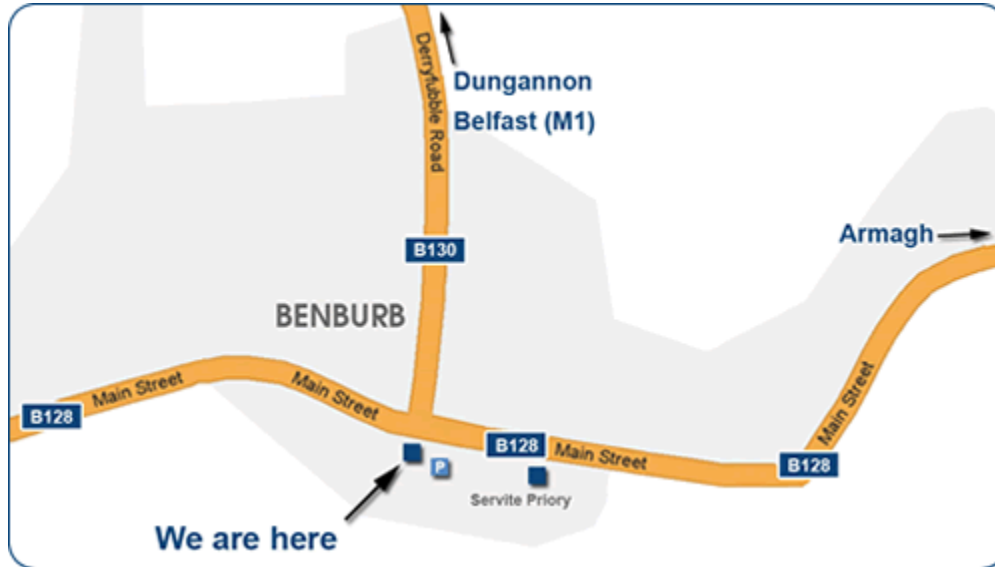 Derryfubble Road
Dungannon
Belfast (M1)
Armagh
B130
BENBURB
Main Street
Main Street
B128
B128
Main Street
Main Street
B128
P
Servite Priory
We are here